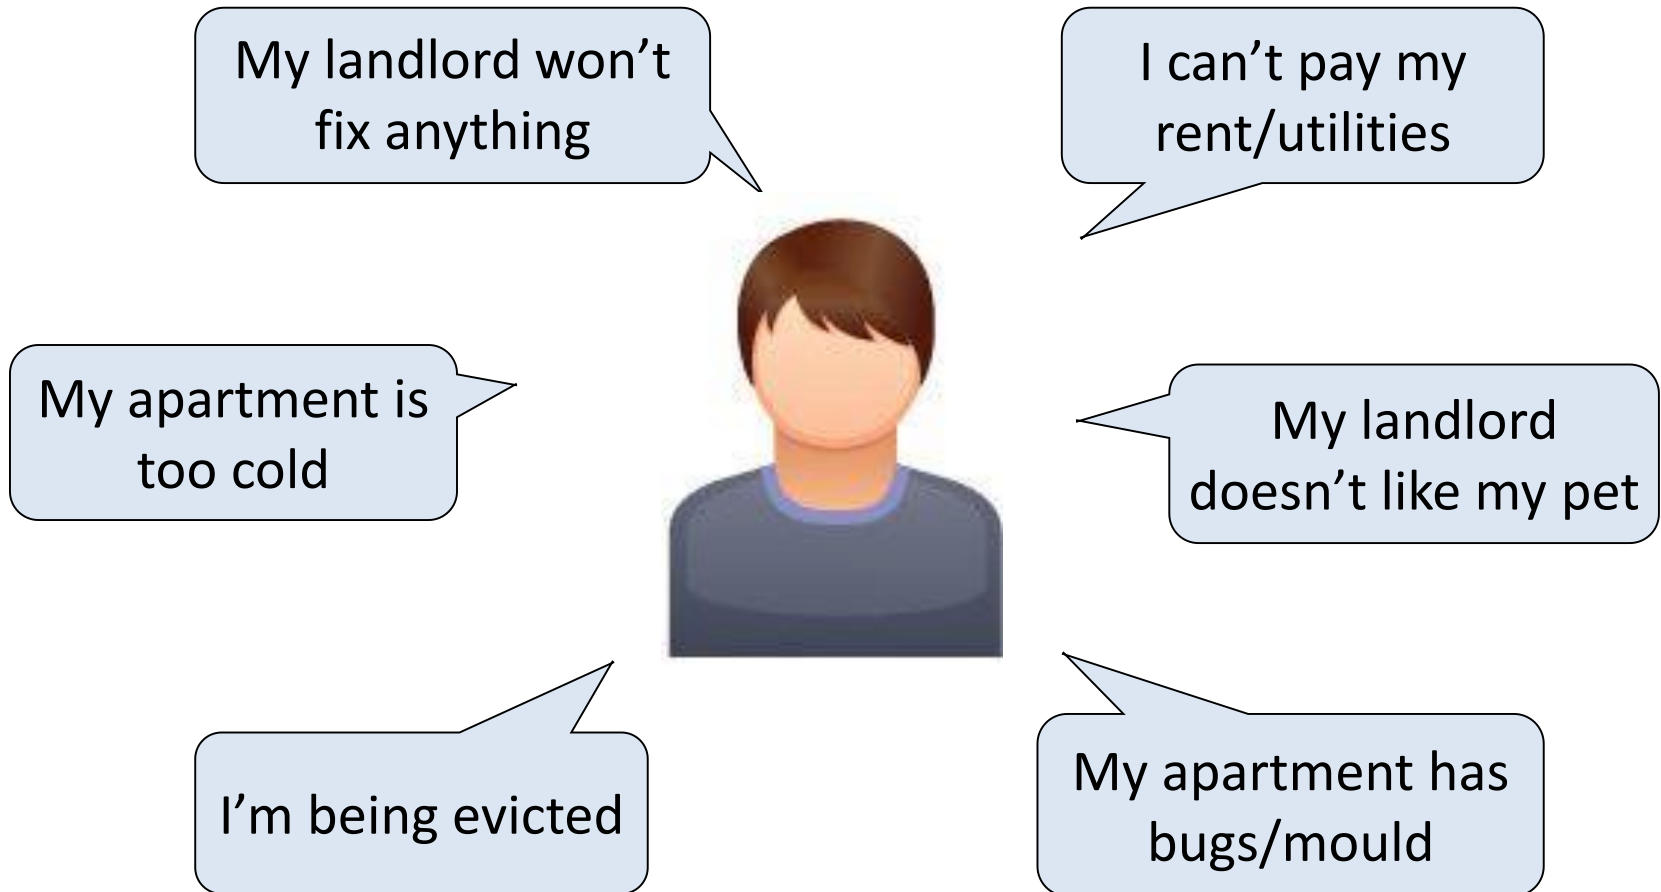 My landlord won’t
fix anything
I can’t pay my
rent/utilities
My apartment is
too cold
My landlord
doesn’t like my pet
I’m being evicted
My apartment has
bugs/mould